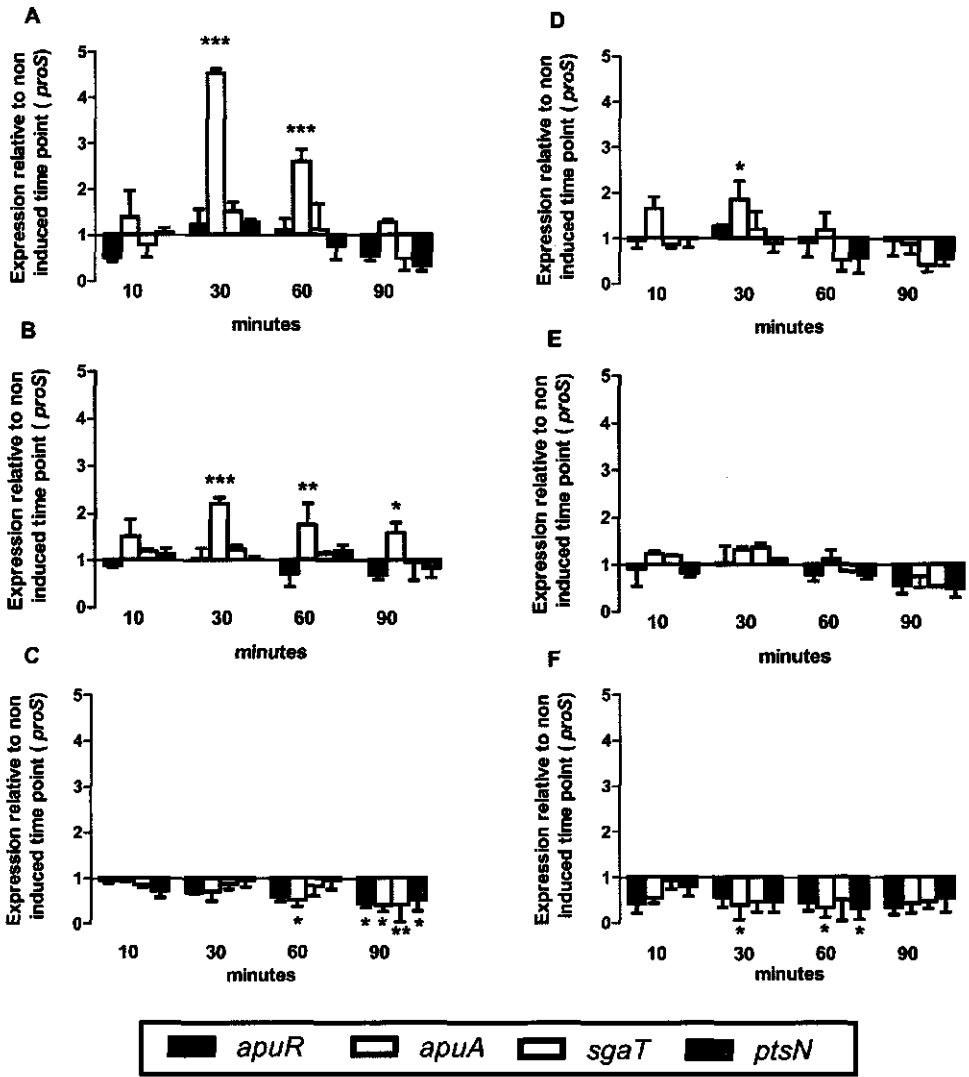 A
Expression relative to non
induced time point ( proS)
5
4
3
2
1
0
***
***
10 30 60 90
minutes
B
Expression relative to non
induced time point ( proS)
5
4
3
2
1
0
***
**
*
10 30 60 90
minutes
C
Expression relative to non
induced time point ( proS)
5
4
3
2
1
0
*
* * ** *
10 30 60 90
minutes
D
Expression relative to non
induced time point ( proS)
5
4
3
2
1
0
*
10 30 60 90
minutes
E
Expression relative to non
induced time point ( proS)
5
4
3
2
1
0
10 30 60 90
minutes
F
Expression relative to non
induced time point ( proS)
5
4
3
2
1
0
* * *
10 30 60 90
minutes
apuR apuA sgaT ptsN